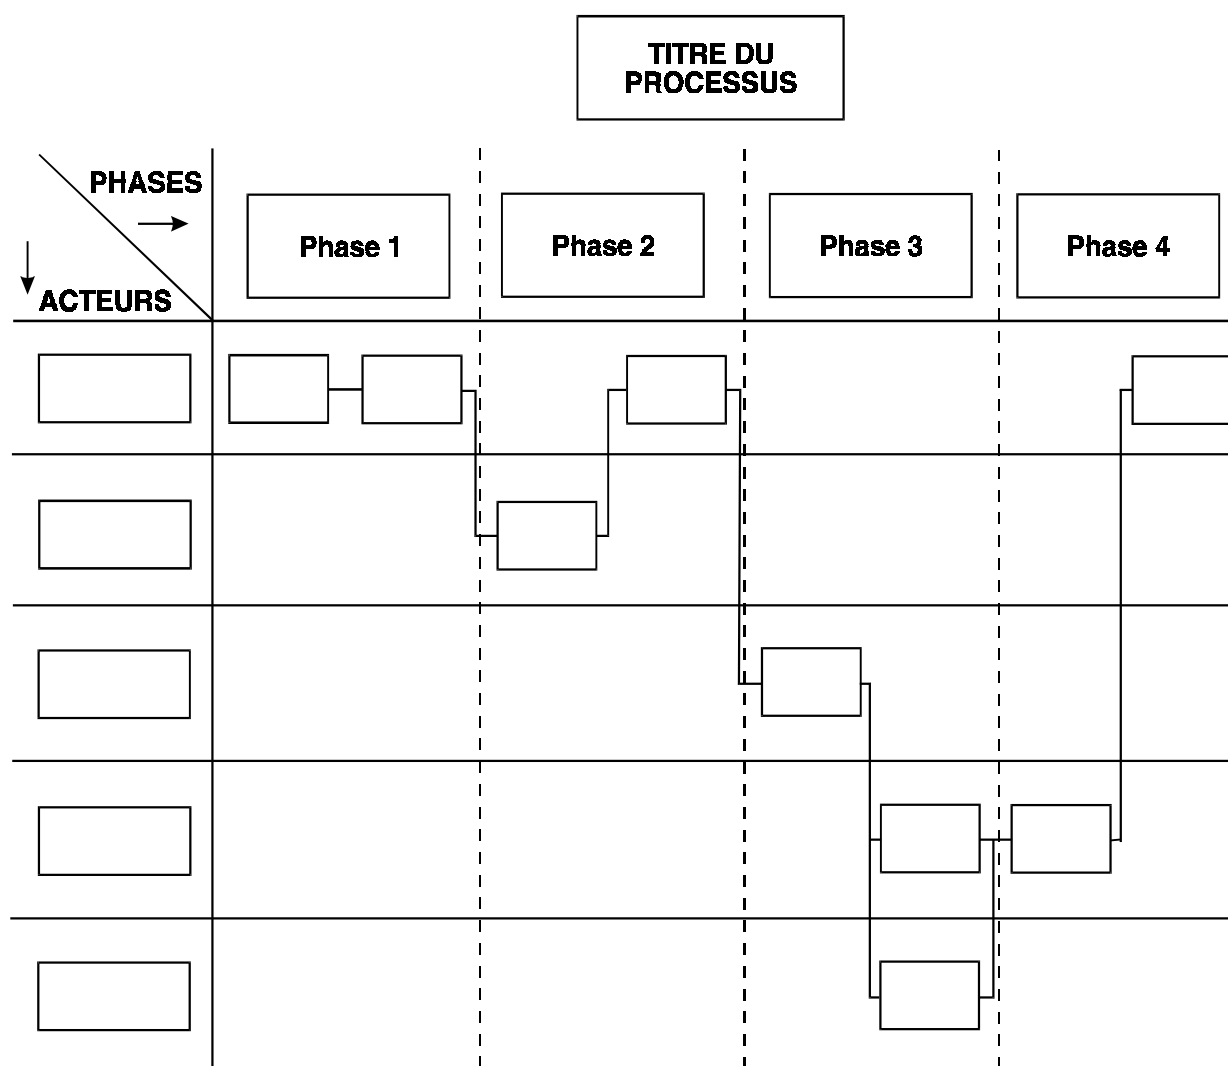 TITRE DU
PROCESSUS
PHASES
ACTEURS
Phase 1
Phase 2
Phase 3
Phase 4